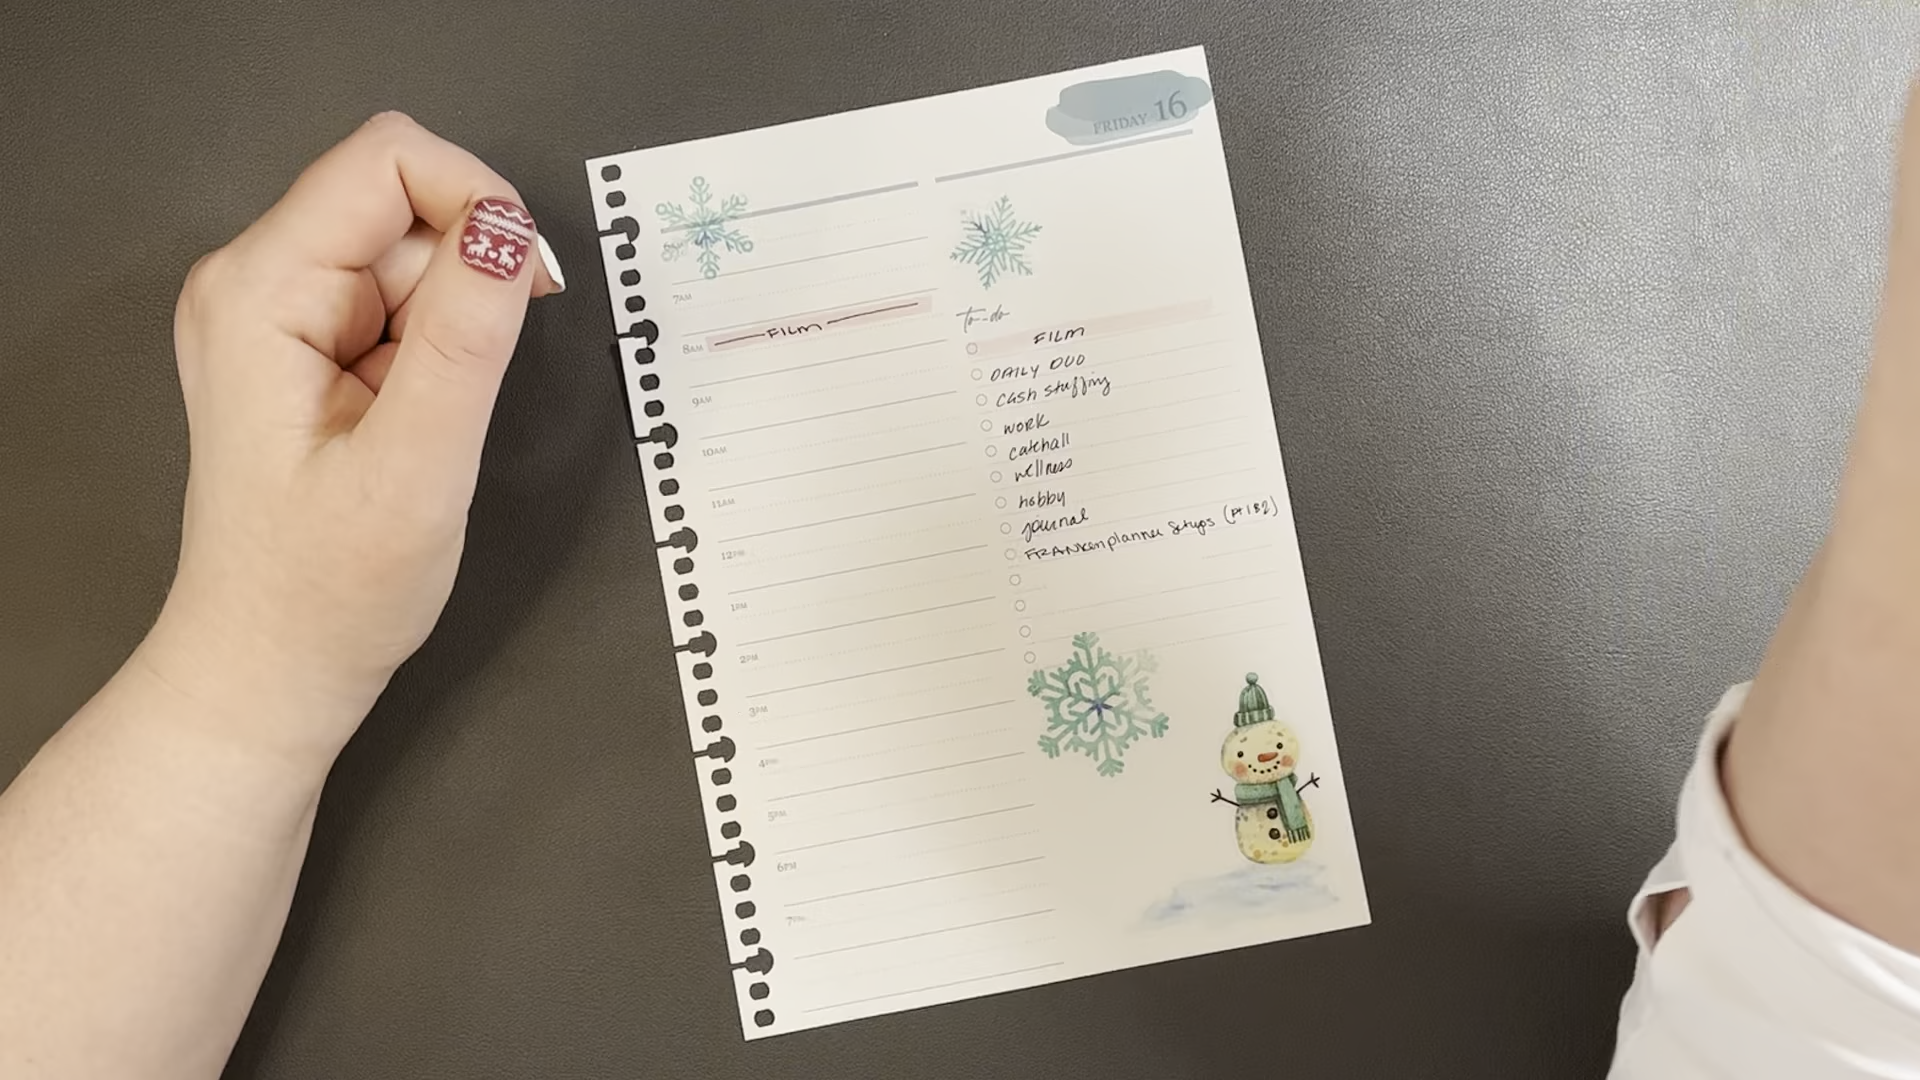 FRIDAY 16
7AM
8AM
FILM
9AM
10AM
11AM
12PM
1PM
2PM
3PM
4PM
5PM
6PM
7PM
to-do
FILM
DAILY DUO
cash stuffing
work
catchall
wellness
hobby
journal
FRANKenplanner Setups (pt 1 & 2)